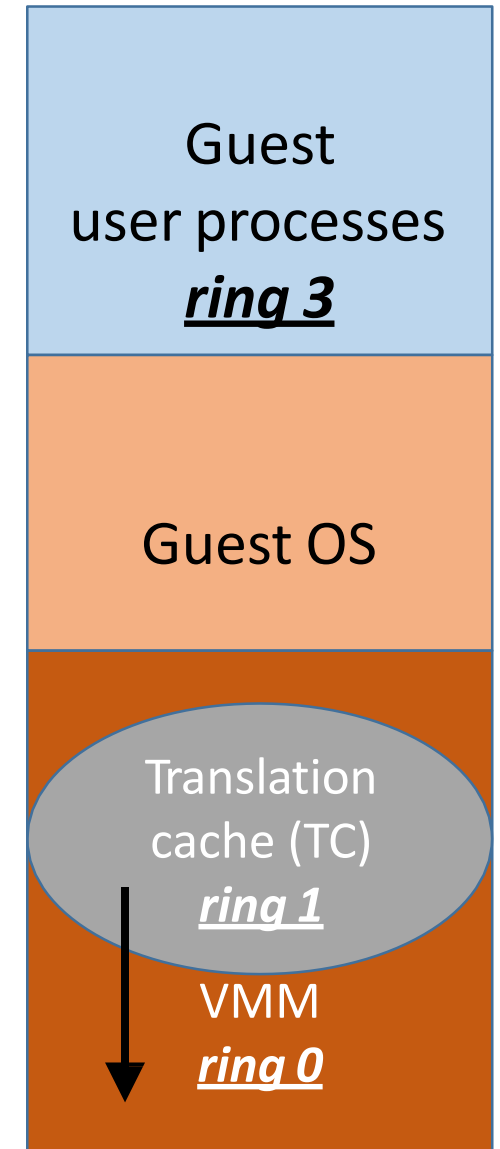 Guest
user processes
ring 3
Guest OS
Translation
cache (TC)
ring 1
VMM
ring 0